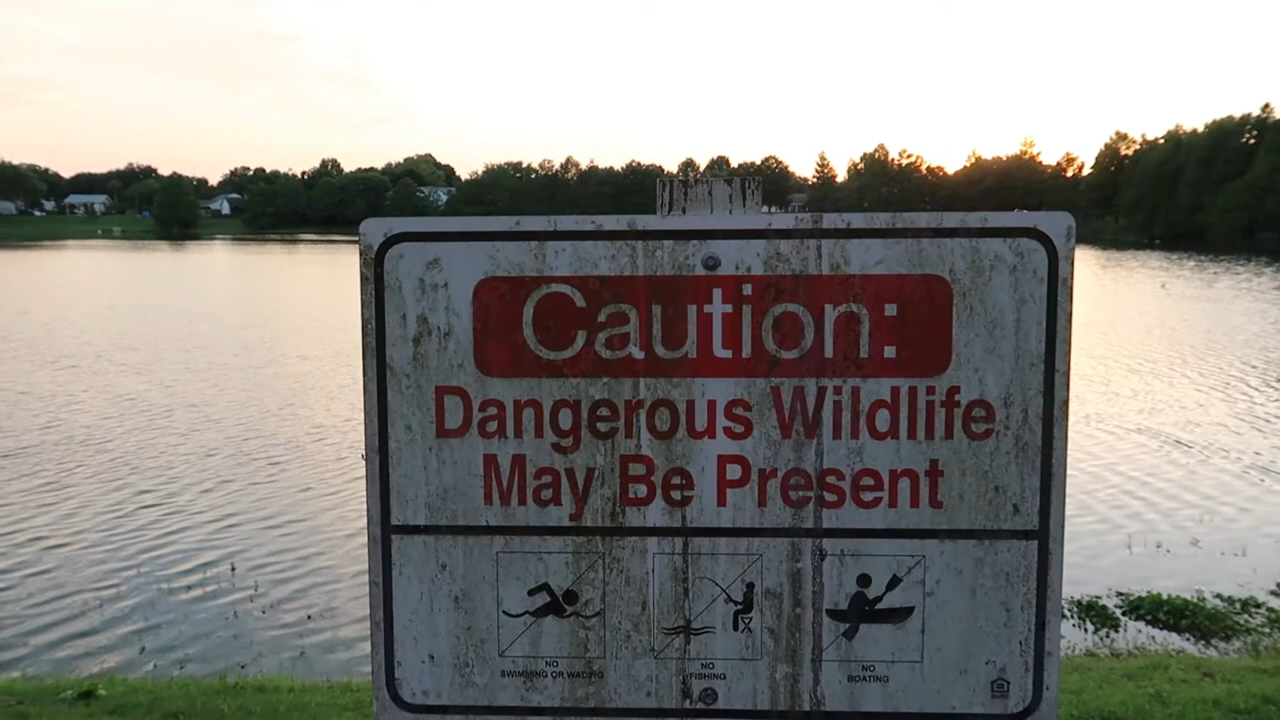 Caution:
Dangerous Wildlife
May Be Present
NO
SWIMMING OR WADING
NO
FISHING
NO
BOATING